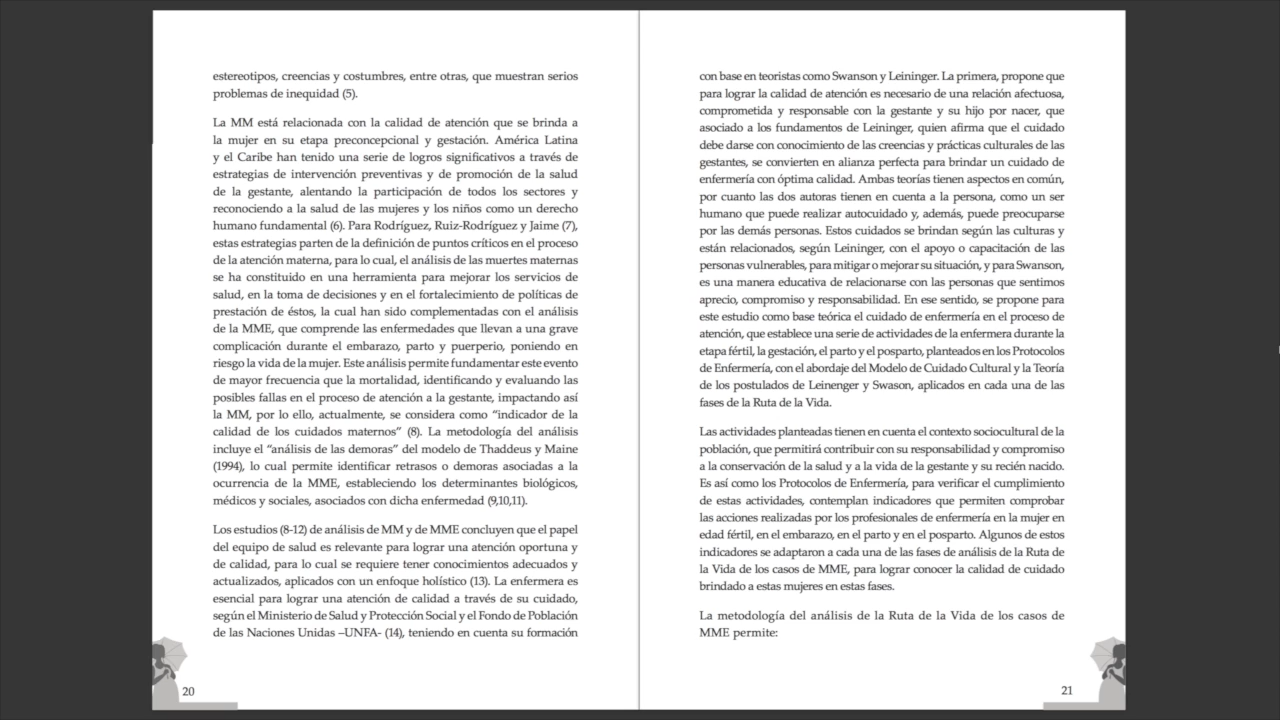 estereotipos, creencias y costumbres, entre otras, que muestran serios
problemas de inequidad (5).
La MM está relacionada con la calidad de atención que se brinda a
la mujer en su etapa preconcepcional y gestación. América Latina
y el Caribe han tenido una serie de logros significativos a través de
estrategias de intervención preventivas y de promoción de la salud
de la gestante, alentando la participación de todos los sectores y
reconociendo a la salud de las mujeres y los niños como un derecho
humano fundamental (6). Para Rodríguez, Ruiz-Rodríguez y Jaime (7),
estas estrategias parten de la definición de puntos críticos en el proceso
de la atención materna, para lo cual, el análisis de las muertes maternas
se ha constituido en una herramienta para mejorar los servicios de
salud, en la toma de decisiones y en el fortalecimiento de políticas de
prestación de éstos, la cual han sido complementadas con el análisis
de la MME, que comprende las enfermedades que llevan a una grave
complicación durante el embarazo, parto y puerperio, poniendo en
riesgo la vida de la mujer. Este análisis permite fundamentar este evento
de mayor frecuencia que la mortalidad, identificando y evaluando las
posibles fallas en el proceso de atención a la gestante, impactando así
la MM, por lo ello, actualmente, se considera como “indicador de la
calidad de los cuidados maternos” (8). La metodología del análisis
incluye el “análisis de las demoras” del modelo de Thaddeus y Maine
(1994), lo cual permite identificar retrasos o demoras asociadas a la
ocurrencia de la MME, estableciendo los determinantes biológicos,
médicos y sociales, asociados con dicha enfermedad (9,10,11).
Los estudios (8-12) de análisis de MM y de MME concluyen que el papel
del equipo de salud es relevante para lograr una atención oportuna y
de calidad, para lo cual se requiere tener conocimientos adecuados y
actualizados, aplicados con un enfoque holístico (13). La enfermera es
esencial para lograr una atención de calidad a través de su cuidado,
según el Ministerio de Salud y Protección Social y el Fondo de Población
de las Naciones Unidas –UNFA- (14), teniendo en cuenta su formación
20
con base en teoristas como Swanson y Leininger. La primera, propone que
para lograr la calidad de atención es necesario de una relación afectuosa,
comprometida y responsable con la gestante y su hijo por nacer, que
asociado a los fundamentos de Leininger, quien afirma que el cuidado
debe darse con conocimiento de las creencias y prácticas culturales de las
gestantes, se convierten en alianza perfecta para brindar un cuidado de
enfermería con óptima calidad. Ambas teorías tienen aspectos en común,
por cuanto las dos autoras tienen en cuenta a la persona, como un ser
humano que puede realizar autocuidado y, además, puede preocuparse
por las demás personas. Estos cuidados se brindan según las culturas y
están relacionados, según Leininger, con el apoyo o capacitación de las
personas vulnerables, para mitigar o mejorar su situación, y para Swanson,
es una manera educativa de relacionarse con las personas que sentimos
aprecio, compromiso y responsabilidad. En ese sentido, se propone para
este estudio como base teórica el cuidado de enfermería en el proceso de
atención, que establece una serie de actividades de la enfermera durante la
etapa fértil, la gestación, el parto y el posparto, planteados en los Protocolos
de Enfermería, con el abordaje del Modelo de Cuidado Cultural y la Teoría
de los postulados de Leinenger y Swason, aplicados en cada una de las
fases de la Ruta de la Vida.
Las actividades planteadas tienen en cuenta el contexto sociocultural de la
población, que permitirá contribuir con su responsabilidad y compromiso
a la conservación de la salud y a la vida de la gestante y su recién nacido.
Es así como los Protocolos de Enfermería, para verificar el cumplimiento
de estas actividades, contemplan indicadores que permiten comprobar
las acciones realizadas por los profesionales de enfermería en la mujer en
edad fértil, en el embarazo, en el parto y en el posparto. Algunos de estos
indicadores se adaptaron a cada una de las fases de análisis de la Ruta de
la Vida de los casos de MME, para lograr conocer la calidad de cuidado
brindado a estas mujeres en estas fases.
La metodología del análisis de la Ruta de la Vida de los casos de
MME permite:
21